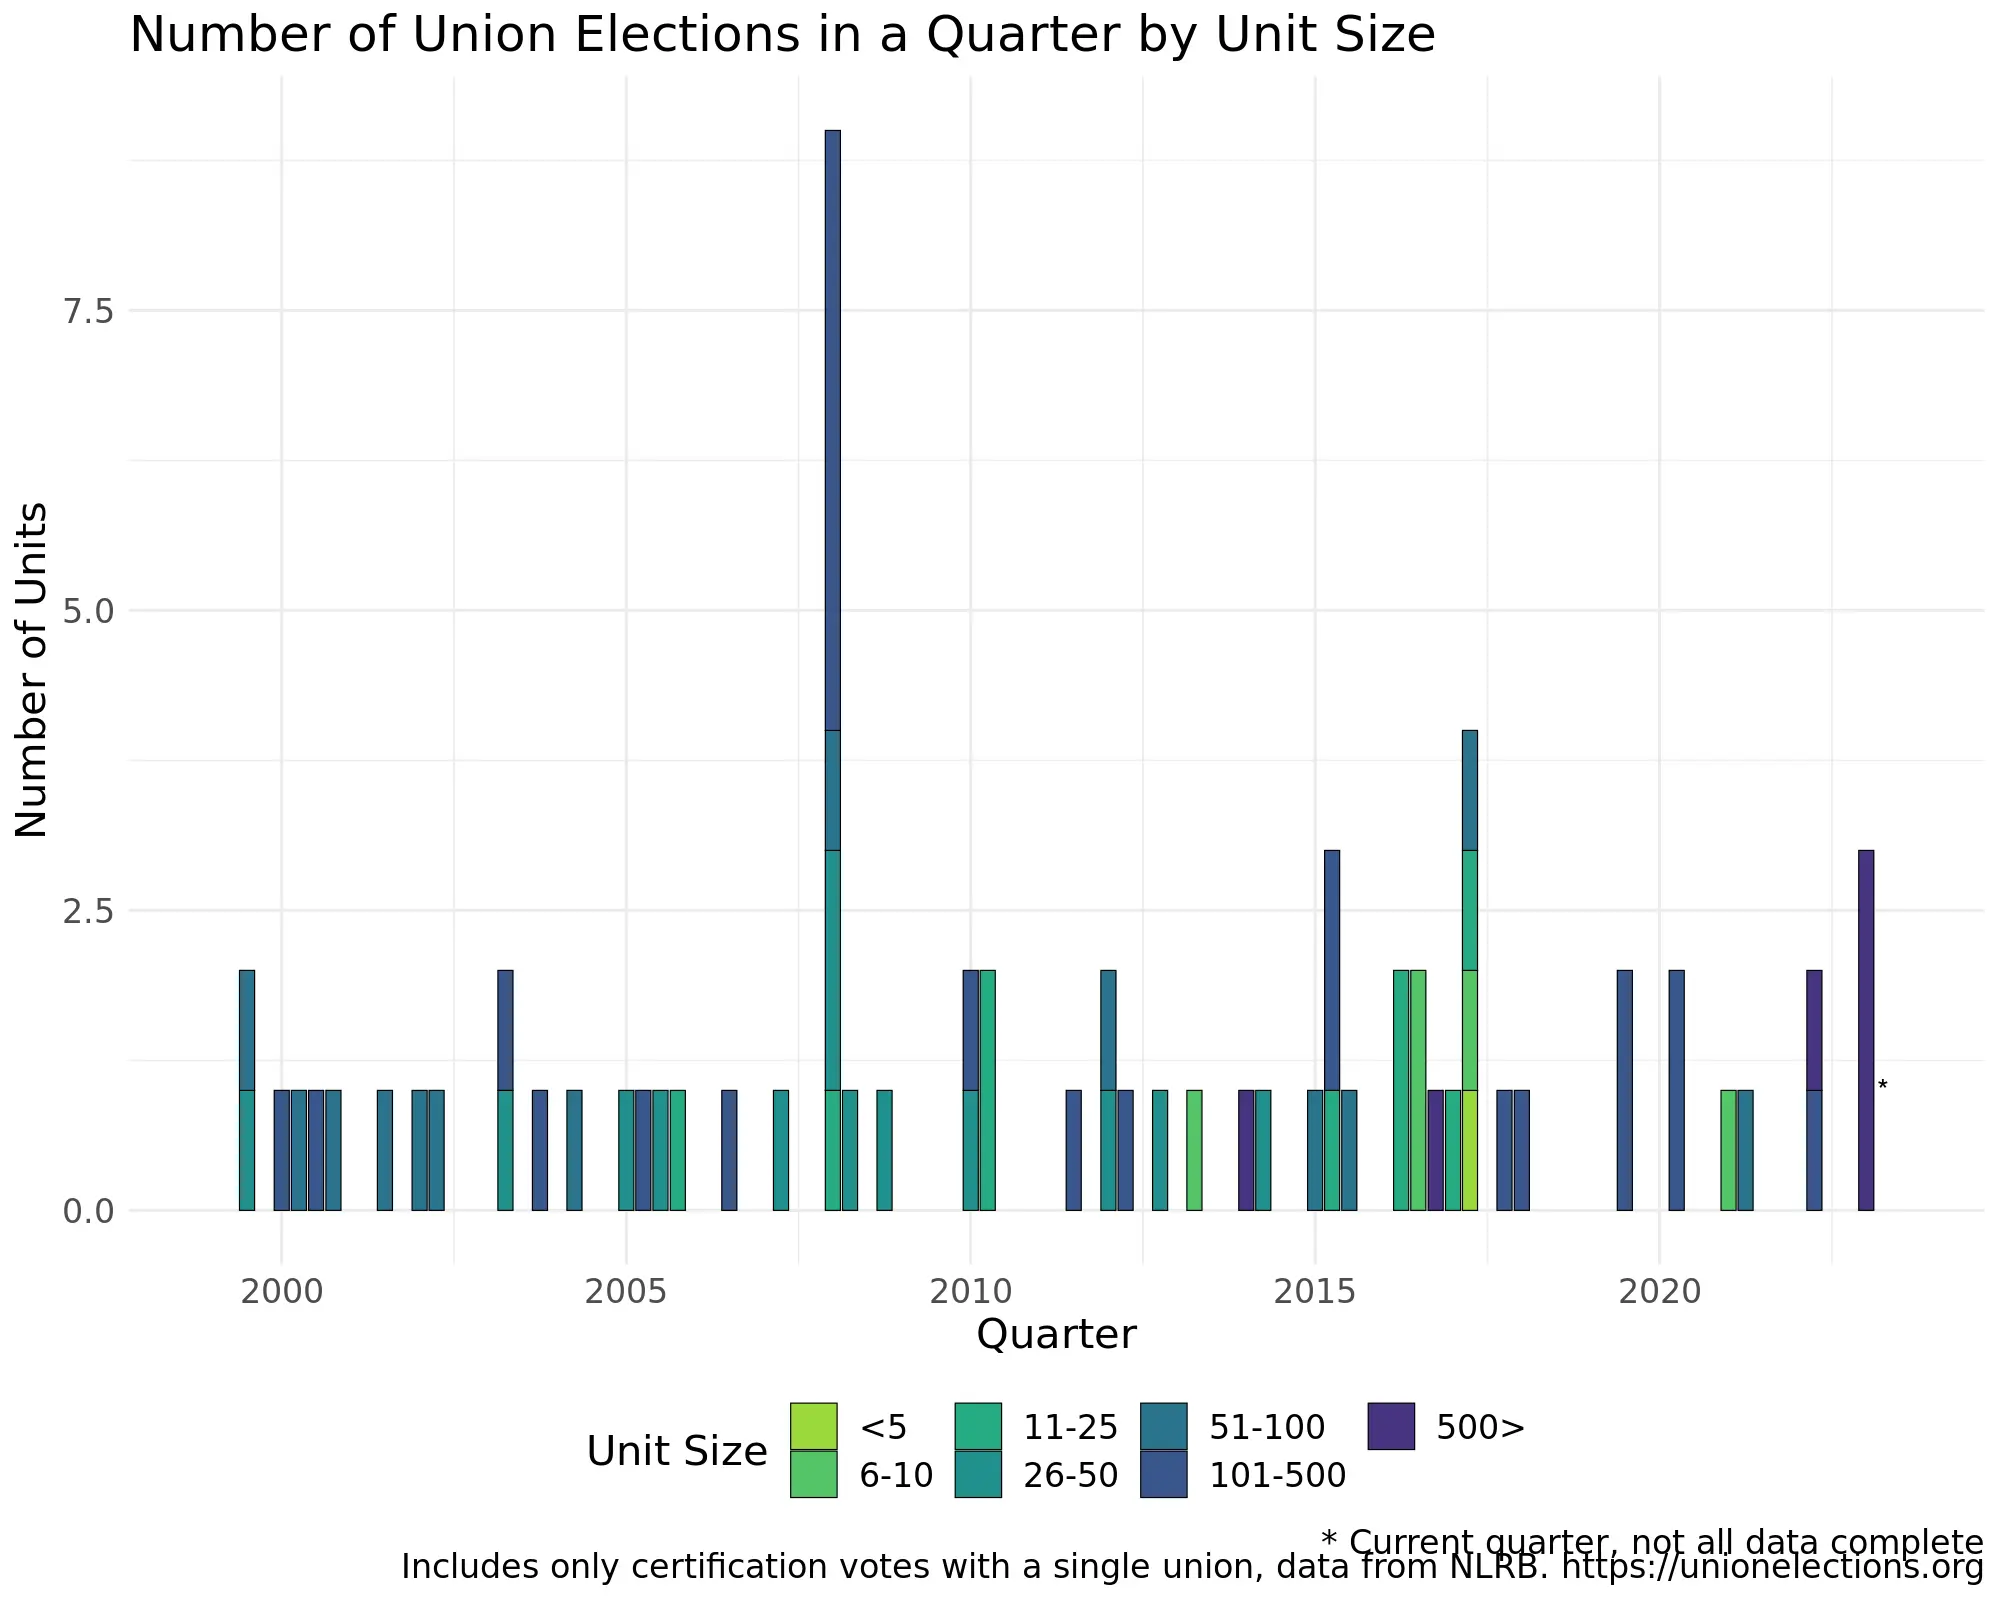 Number of Union Elections in a Quarter by Unit Size
Number of Units
7.5
5.0
2.5
0.0
*
2000 2005 2010 2015 2020
Quarter
Unit Size
<5 11-25 51-100 500>
6-10 26-50 101-500
* Current quarter, not all data complete
Includes only certification votes with a single union, data from NLRB. https://unionelections.org